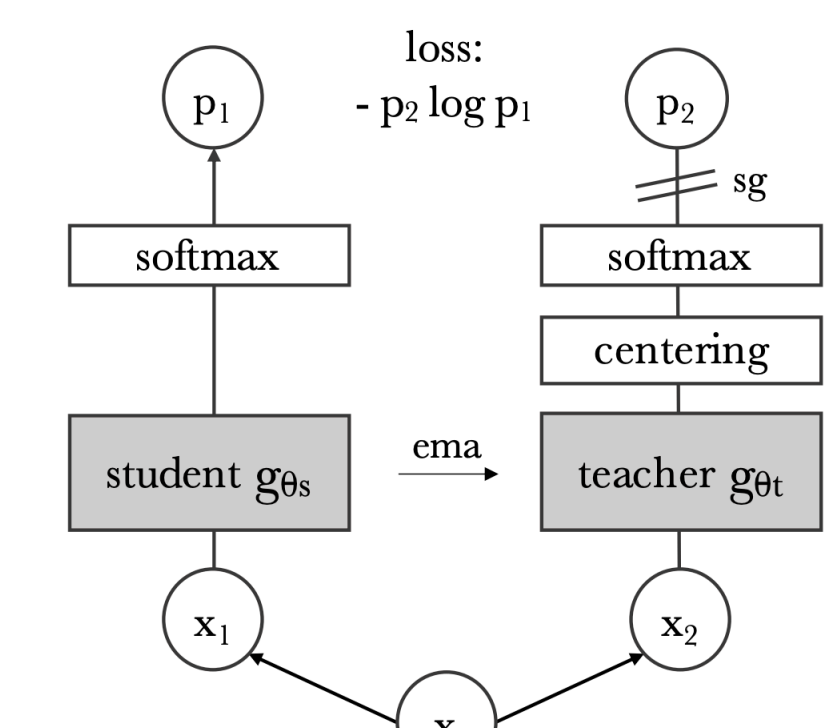 loss:
- p₂ log p₁
p₁
p₂
sg
softmax
softmax
centering
student gθs
ema
teacher gθt
x₁
x₂
x